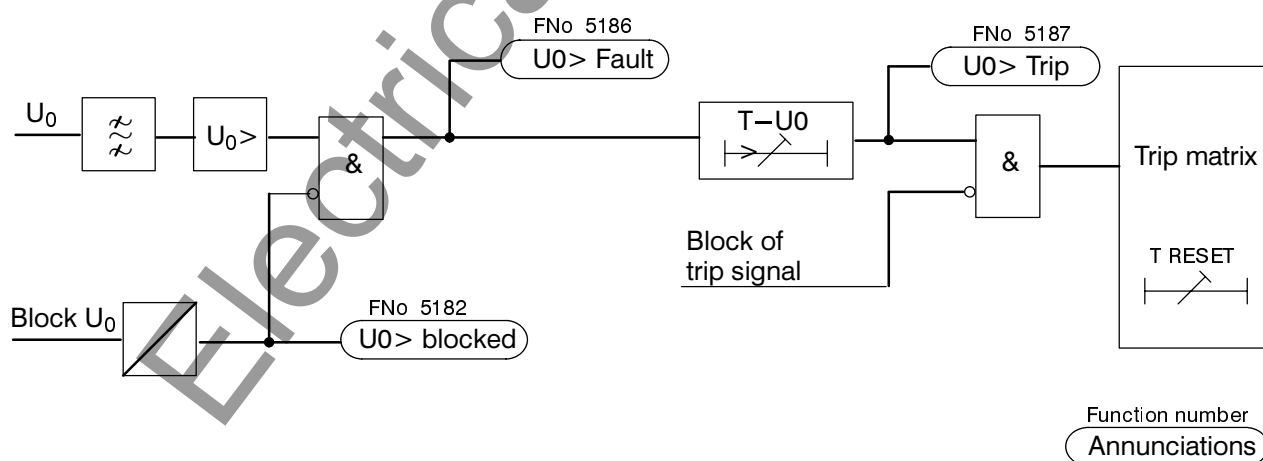 FNo 5186
U0> Fault
FNo 5187
U0> Trip
U₀
U₀>
&
T-U0
&
Trip matrix
Block of
trip signal
T RESET
Block U₀
FNo 5182
U0> blocked
Function number
Annunciations
Electrica